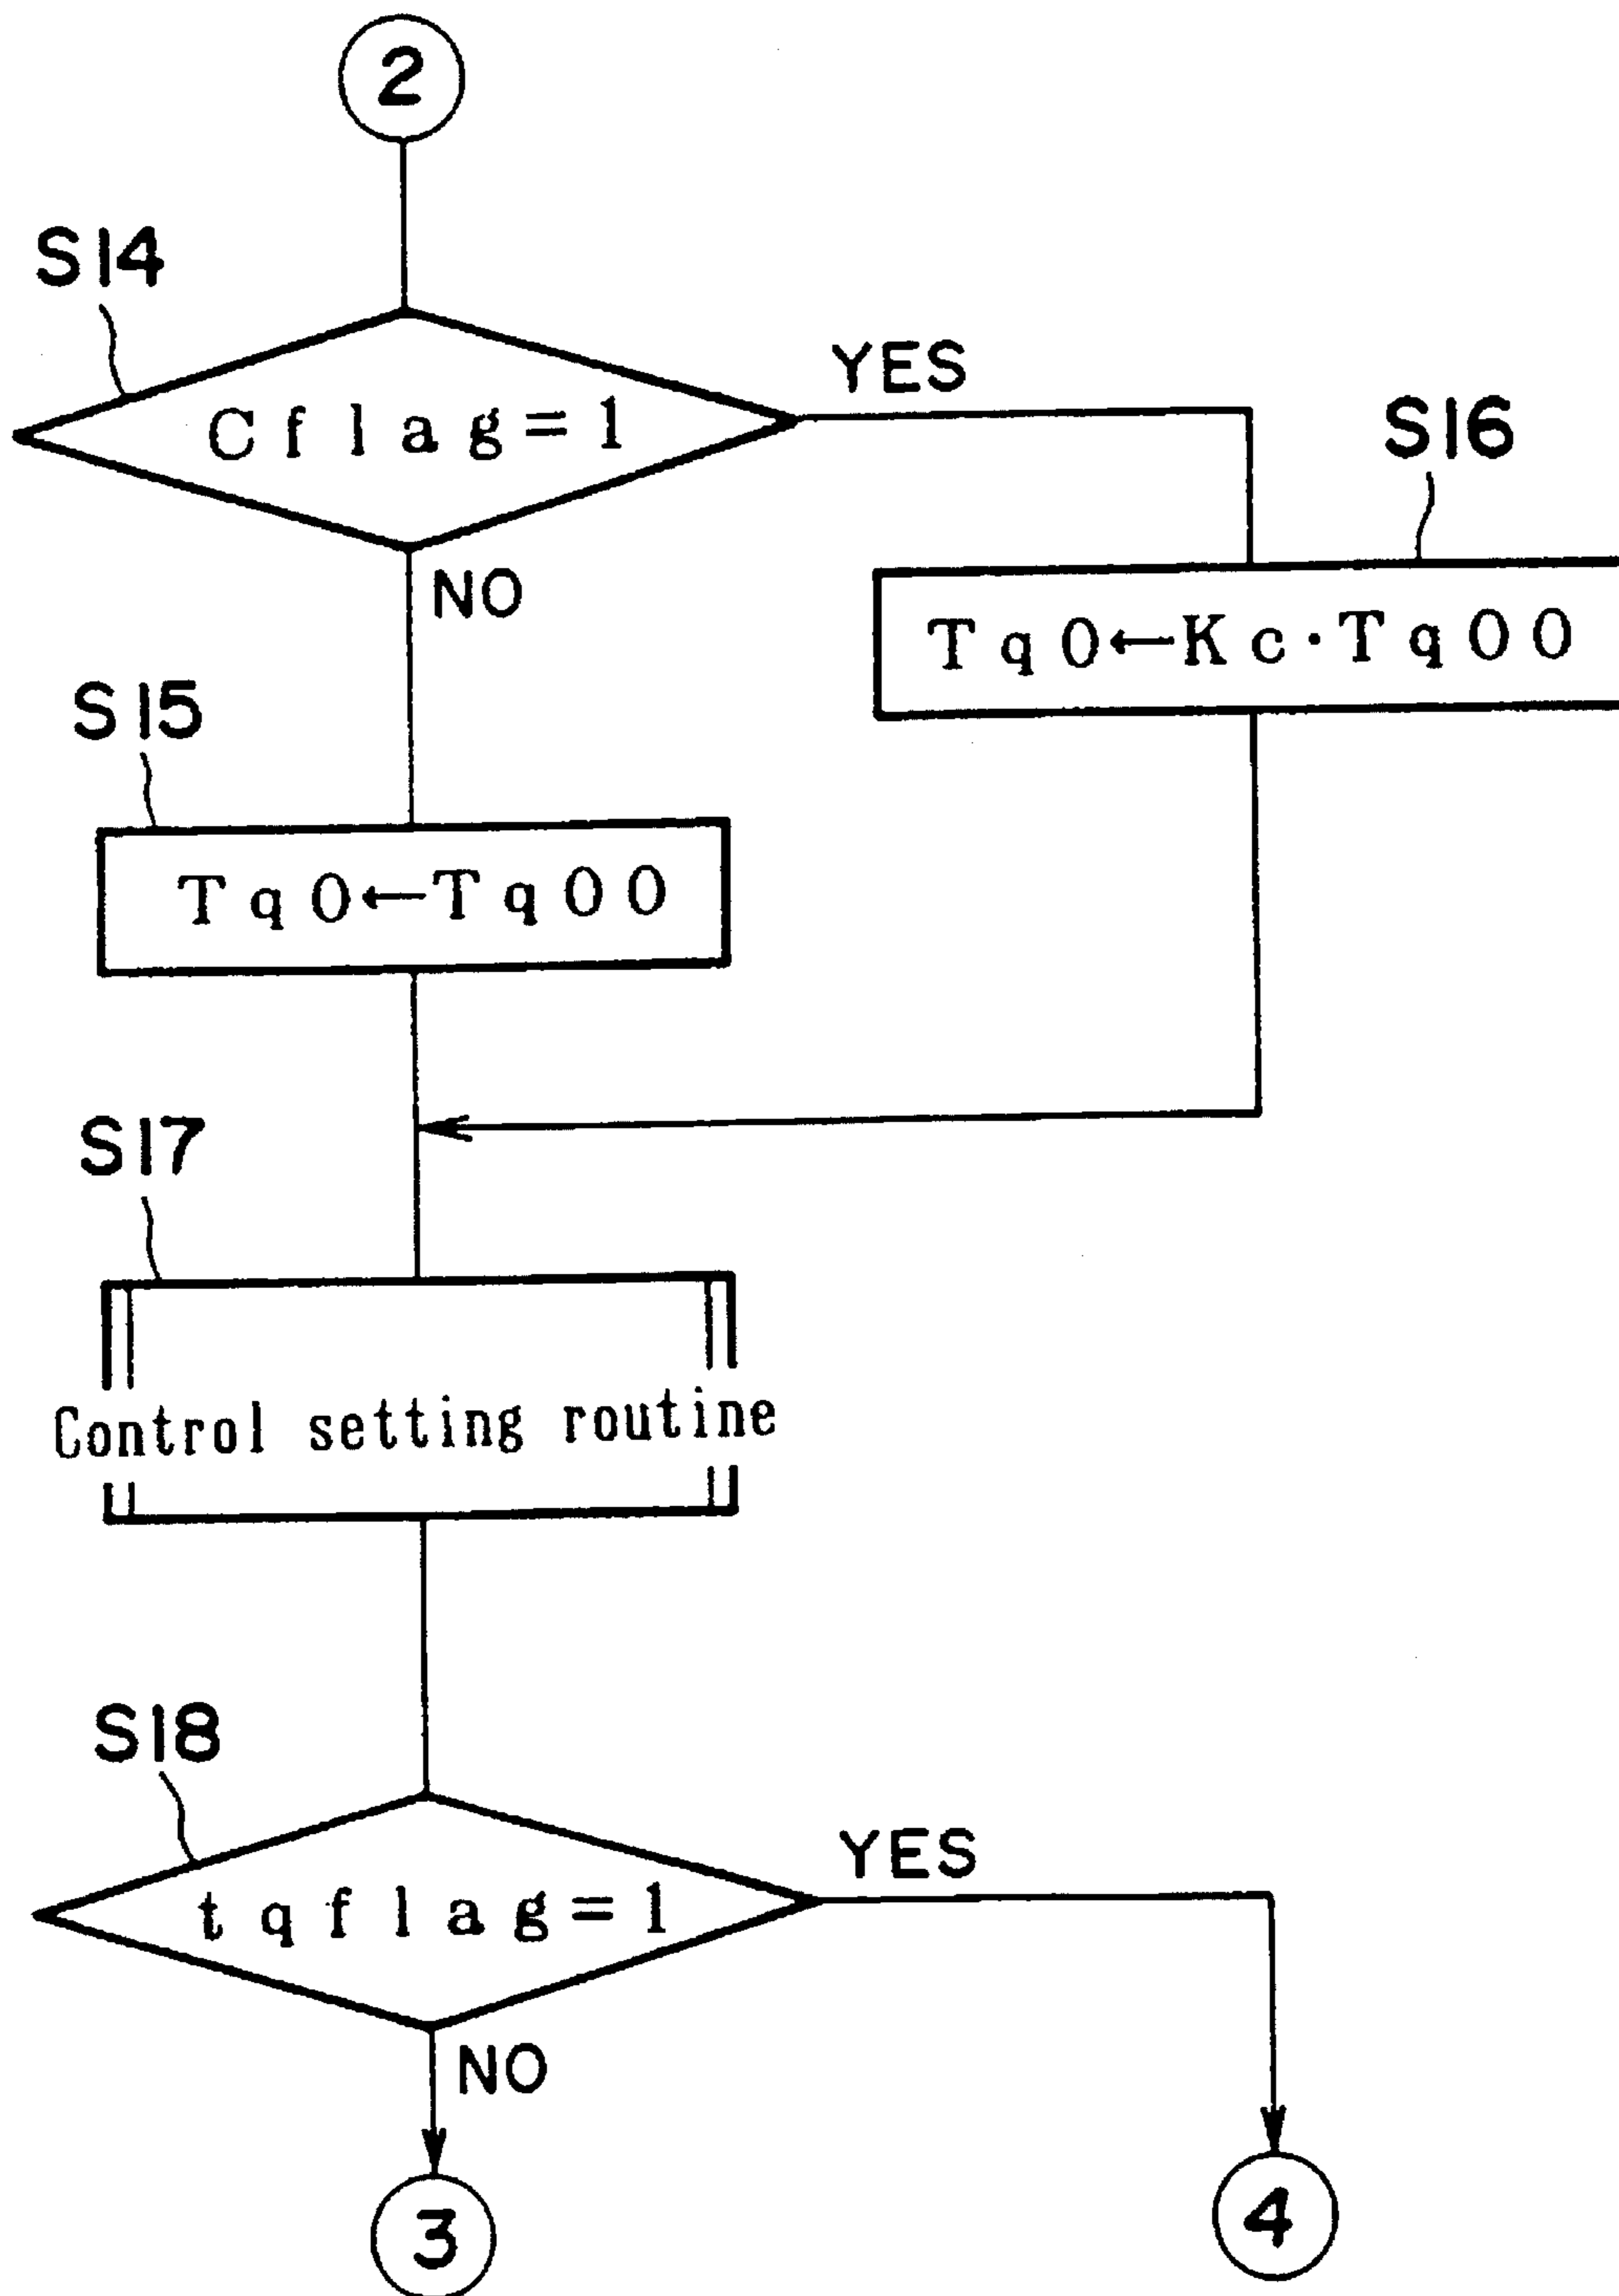 2
S14
Cflag=1
YES
NO
S16
Tq0←Kc·Tq00
S15
Tq0←Tq00
S17
Control setting routine
S18
tqflag=1
YES
NO
3
4